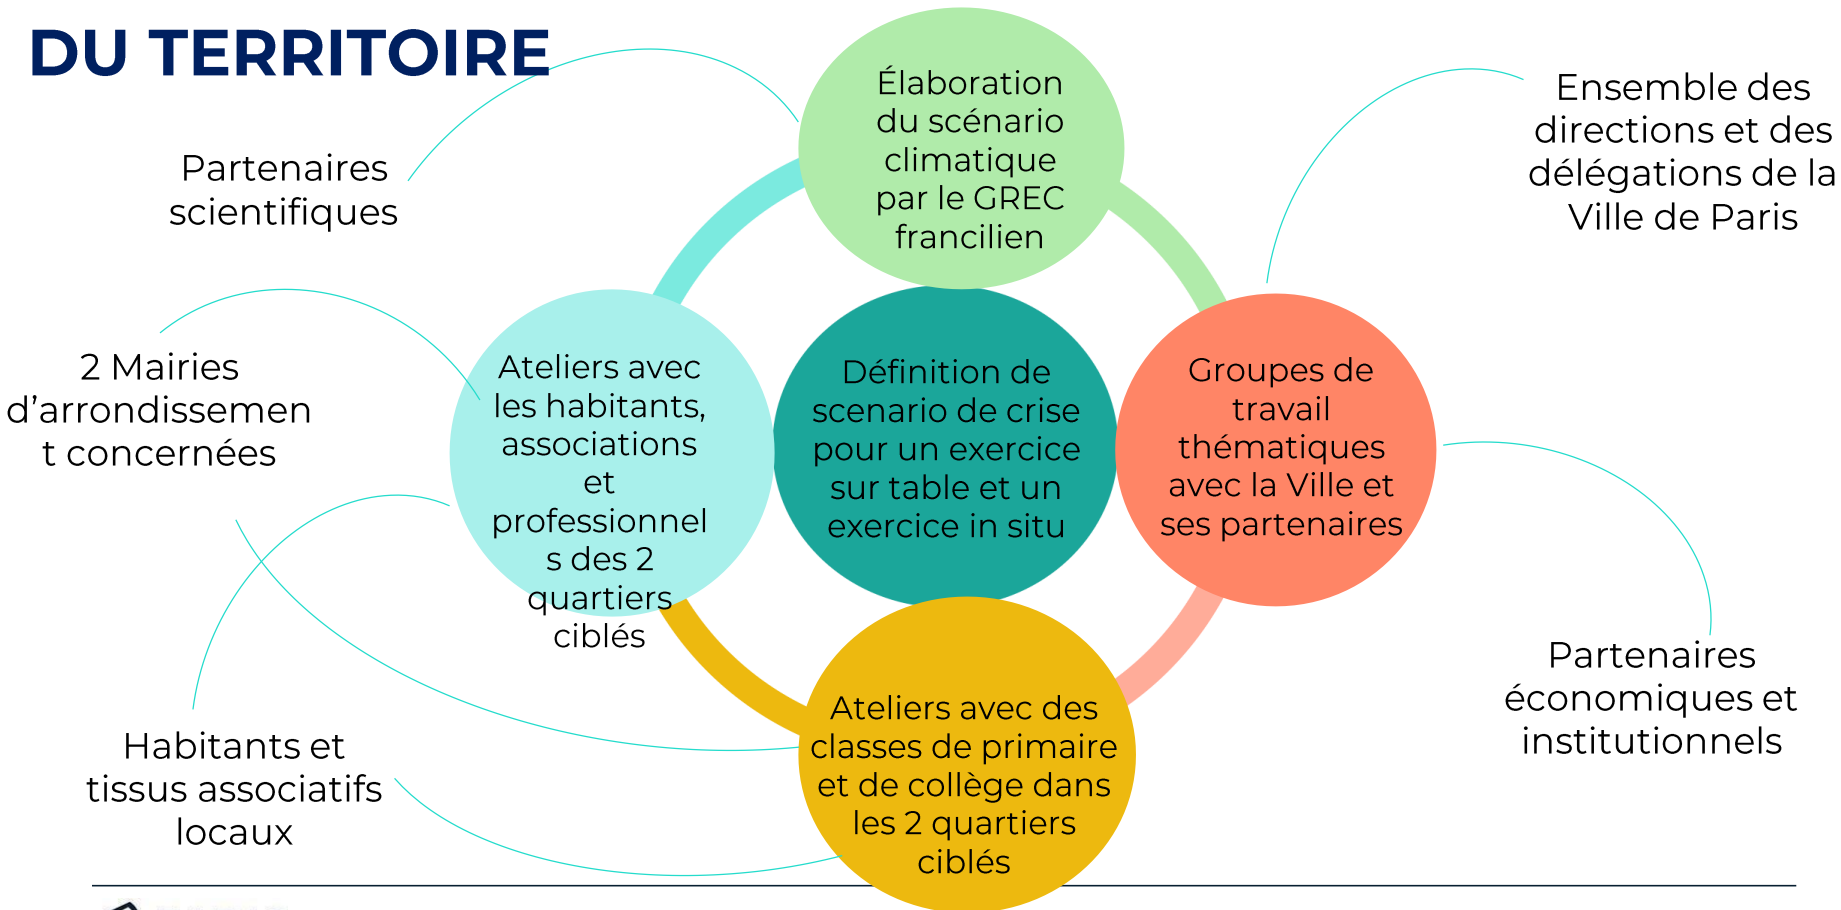 DU TERRITOIRE
Partenaires
scientifiques
Élaboration
du scénario
climatique
par le GREC
francilien
Ensemble des
directions et des
délégations de la
Ville de Paris
2 Mairies
d’arrondissemen
t concernées
Ateliers avec
les habitants,
associations
et
professionnel
s des 2
quartiers
ciblés
Définition de
scenario de crise
pour un exercice
sur table et un
exercice in situ
Groupes de
travail
thématiques
avec la Ville et
ses partenaires
Habitants et
tissus associatifs
locaux
Ateliers avec des
classes de primaire
et de collège dans
les 2 quartiers
ciblés
Partenaires
économiques et
institutionnels